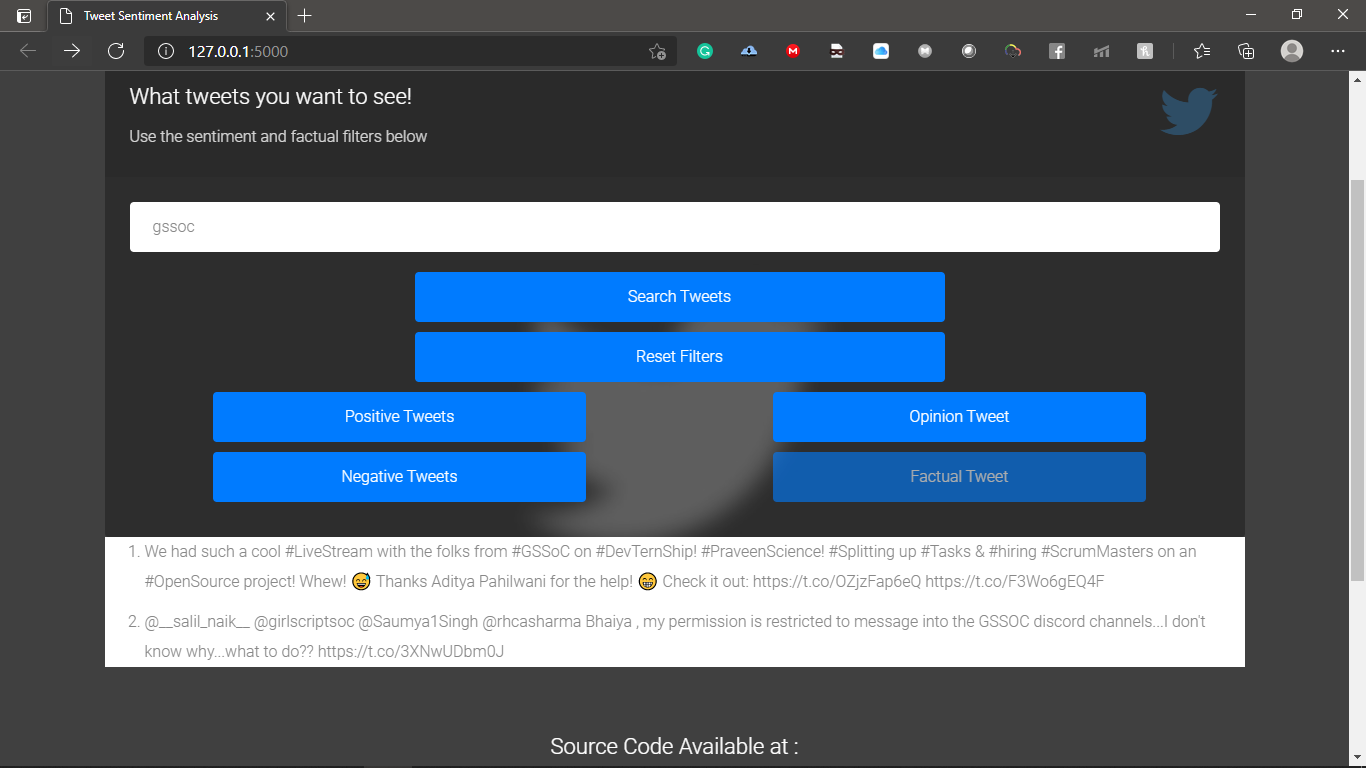 Tweet Sentiment Analysis
127.0.0.1:5000
What tweets you want to see!
Use the sentiment and factual filters below
gssoc
Search Tweets
Reset Filters
Positive Tweets
Opinion Tweet
Negative Tweets
Factual Tweet
1. We had such a cool #LiveStream with the folks from #GSSoC on #DevTernShip! #PraveenScience! #Splitting up #Tasks & #hiring #ScrumMasters on an
#OpenSource project! Whew! 😅 Thanks Aditya Pahilwani for the help! 😁 Check it out: https://t.co/OZjzFap6eQ https://t.co/F3Wo6gEQ4F
2. @__salil_naik__ @girlscriptsoc @Saumya1Singh @rhcasharma Bhaiya , my permission is restricted to message into the GSSOC discord channels...I don't
know why...what to do?? https://t.co/3XNwUDbm0J
Source Code Available at :